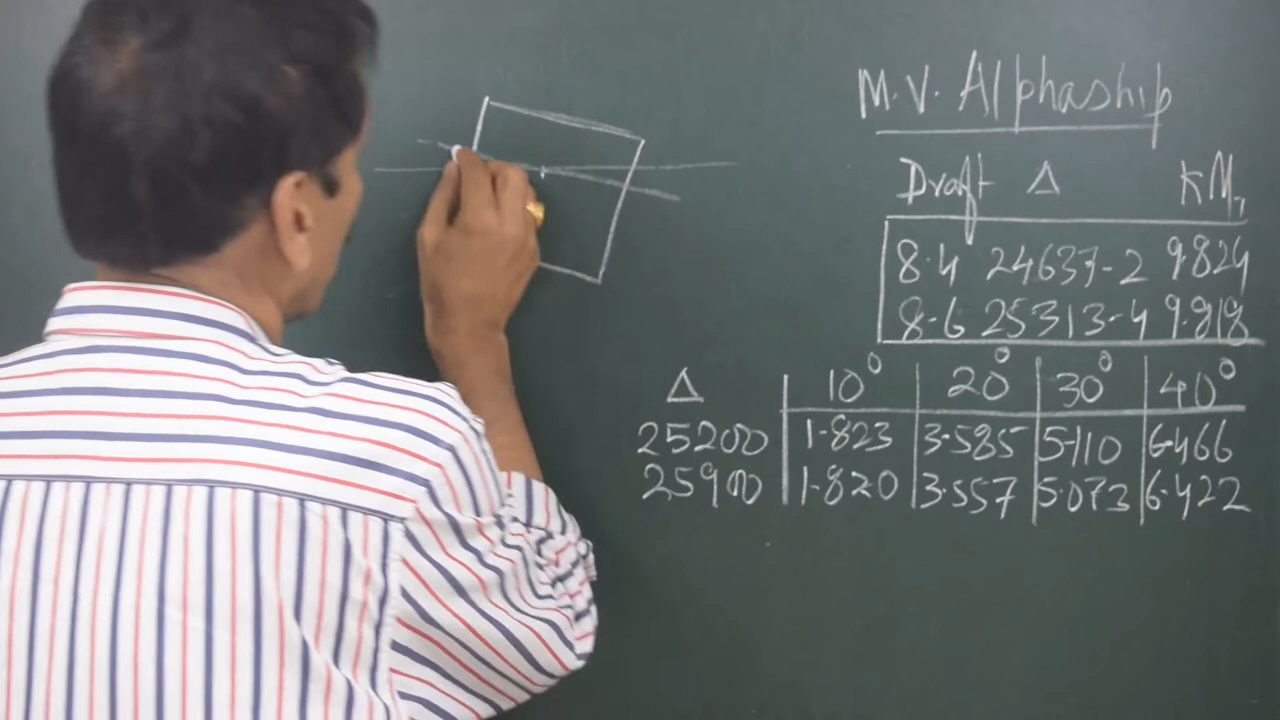 M.V. Alphaship
Draft Δ KM_T
8.4 24637-2 9.824
8.6 25313-4 9.818
Δ 10° 20° 30° 40°
25200 1.823 3.585 5.110 6.466
25900 1.820 3.557 5.073 6.422